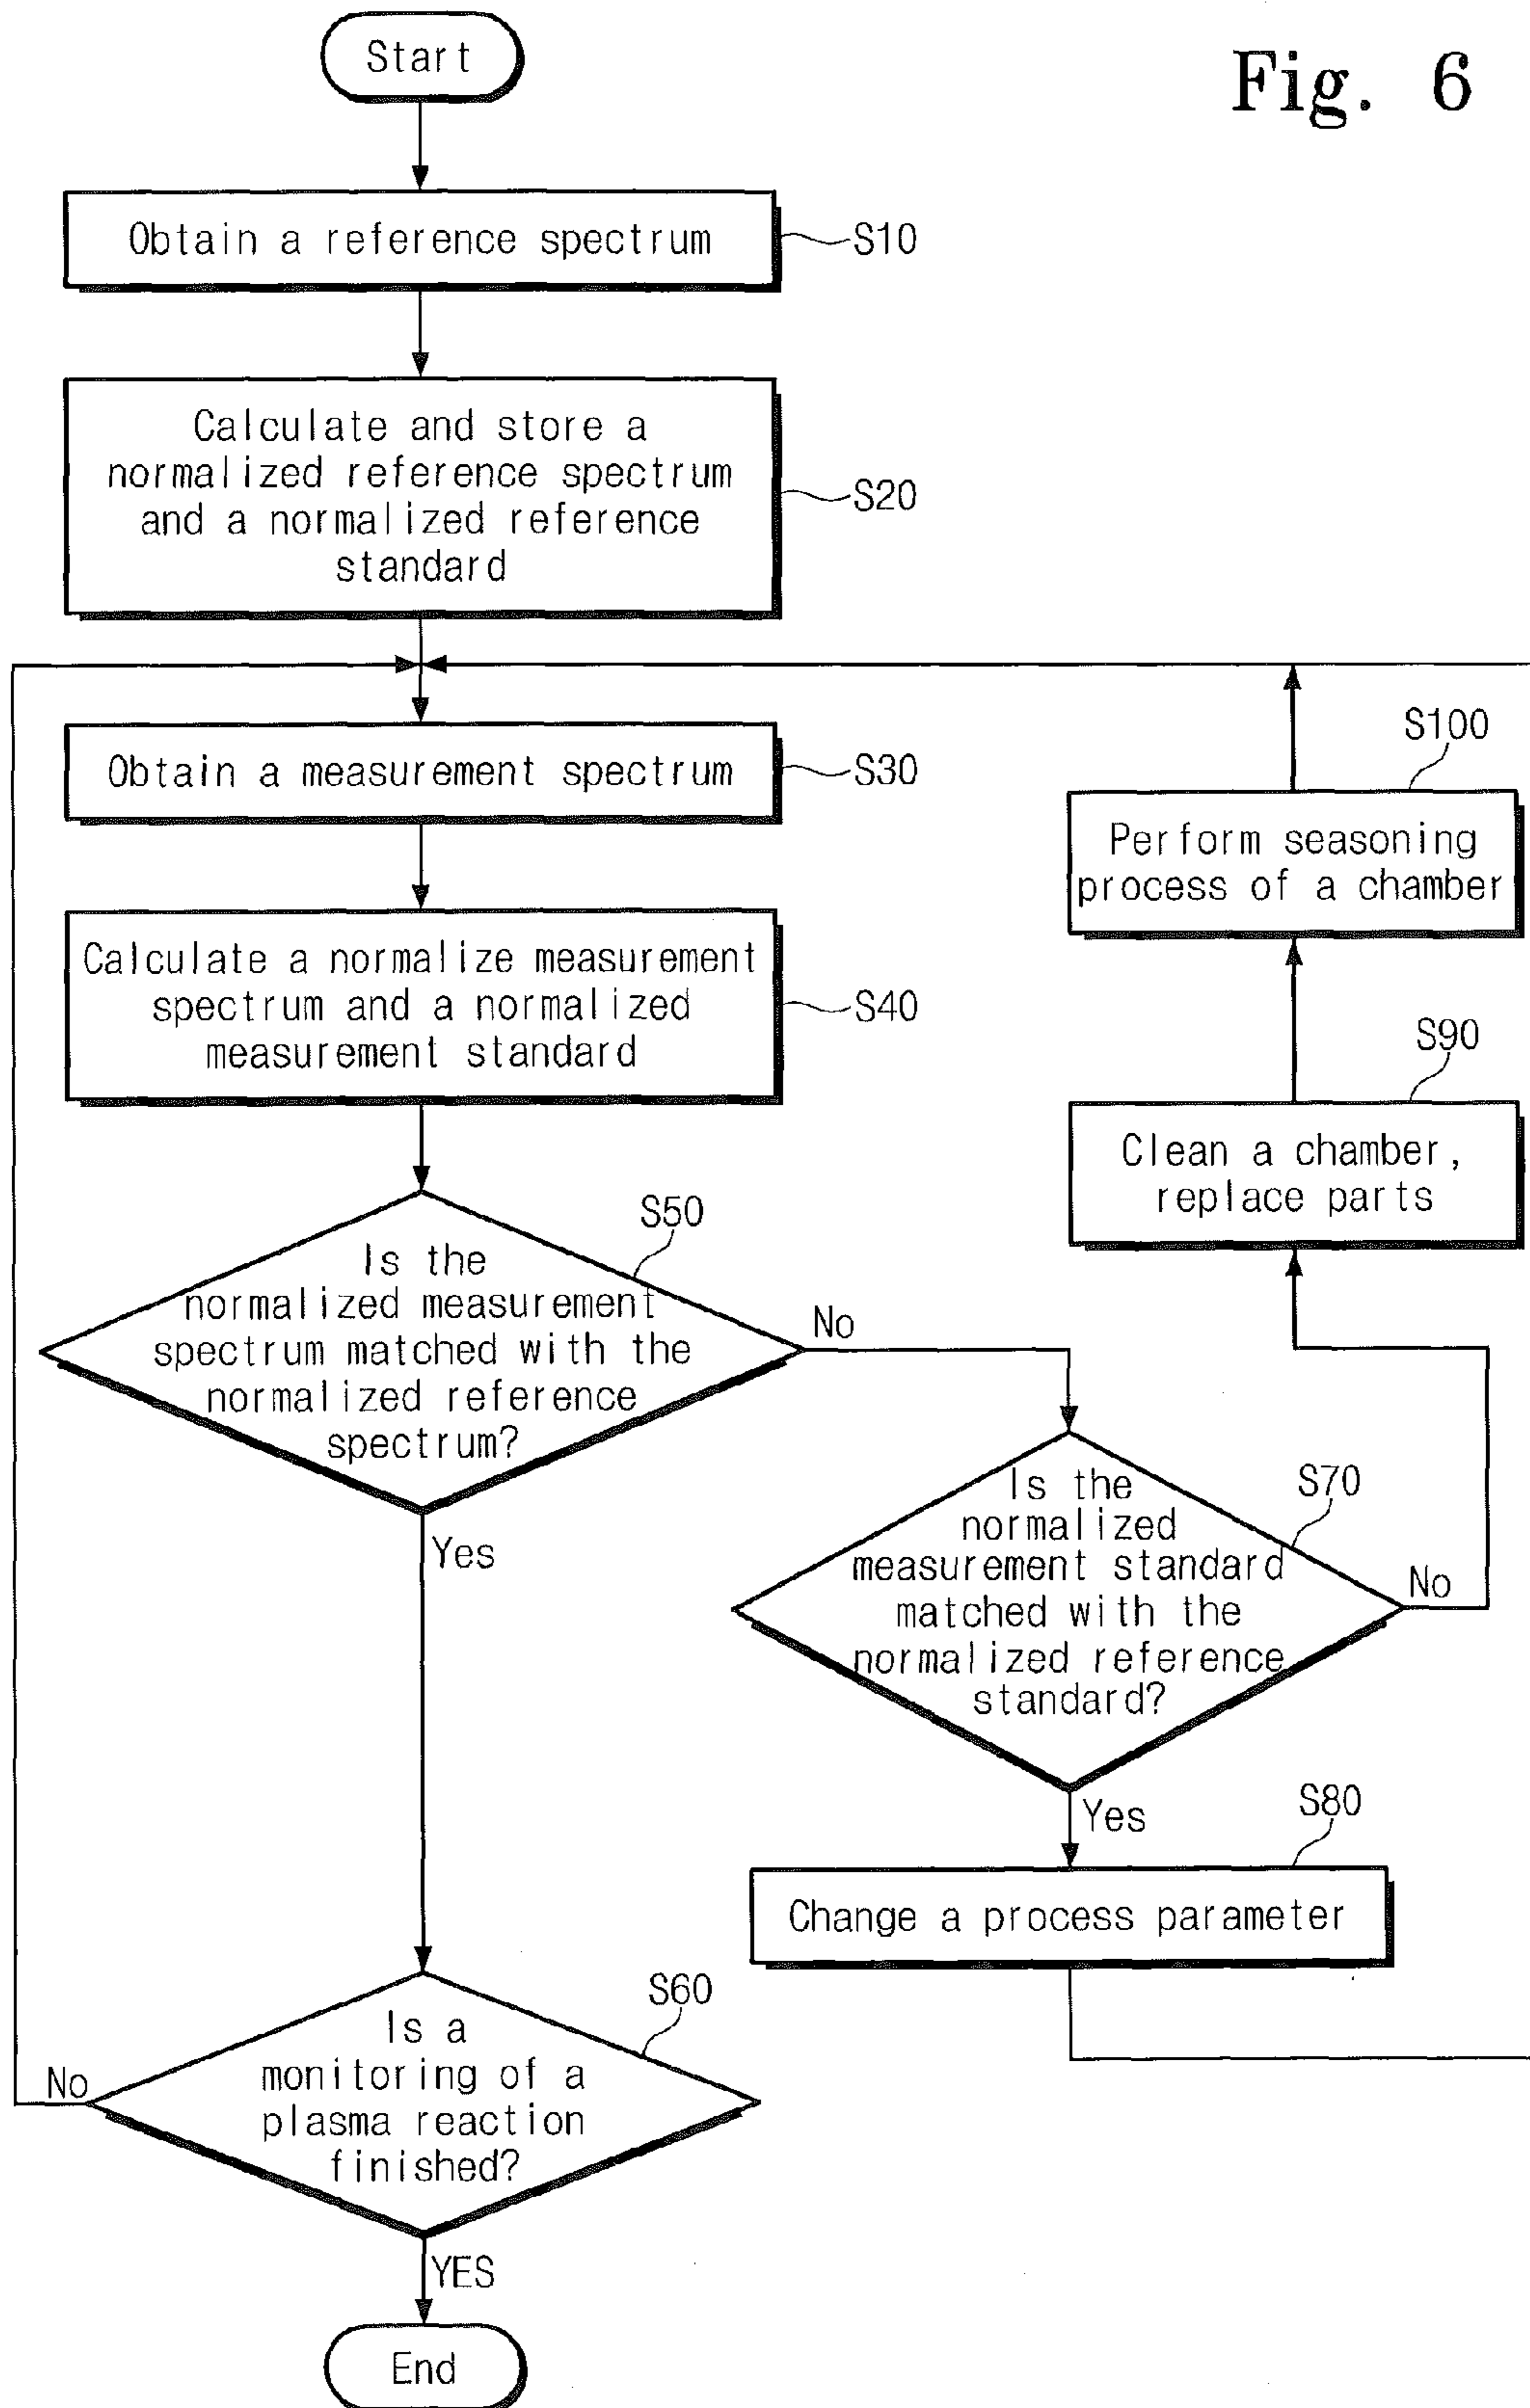 Fig. 6
Start
Obtain a reference spectrum
S10
Calculate and store a
normalized reference spectrum
and a normalized reference
standard
S20
Obtain a measurement spectrum
S30
Calculate a normalize measurement
spectrum and a normalized
measurement standard
S40
S50
Is the
normalized measurement
spectrum matched with the
normalized reference
spectrum?
No
Yes
S60
Is a
monitoring of a
plasma reaction
finished?
No
YES
End
S70
Is the
normalized
measurement standard
matched with the
normalized reference
standard?
No
Yes
S80
Change a process parameter
S90
Clean a chamber,
replace parts
S100
Perform seasoning
process of a chamber